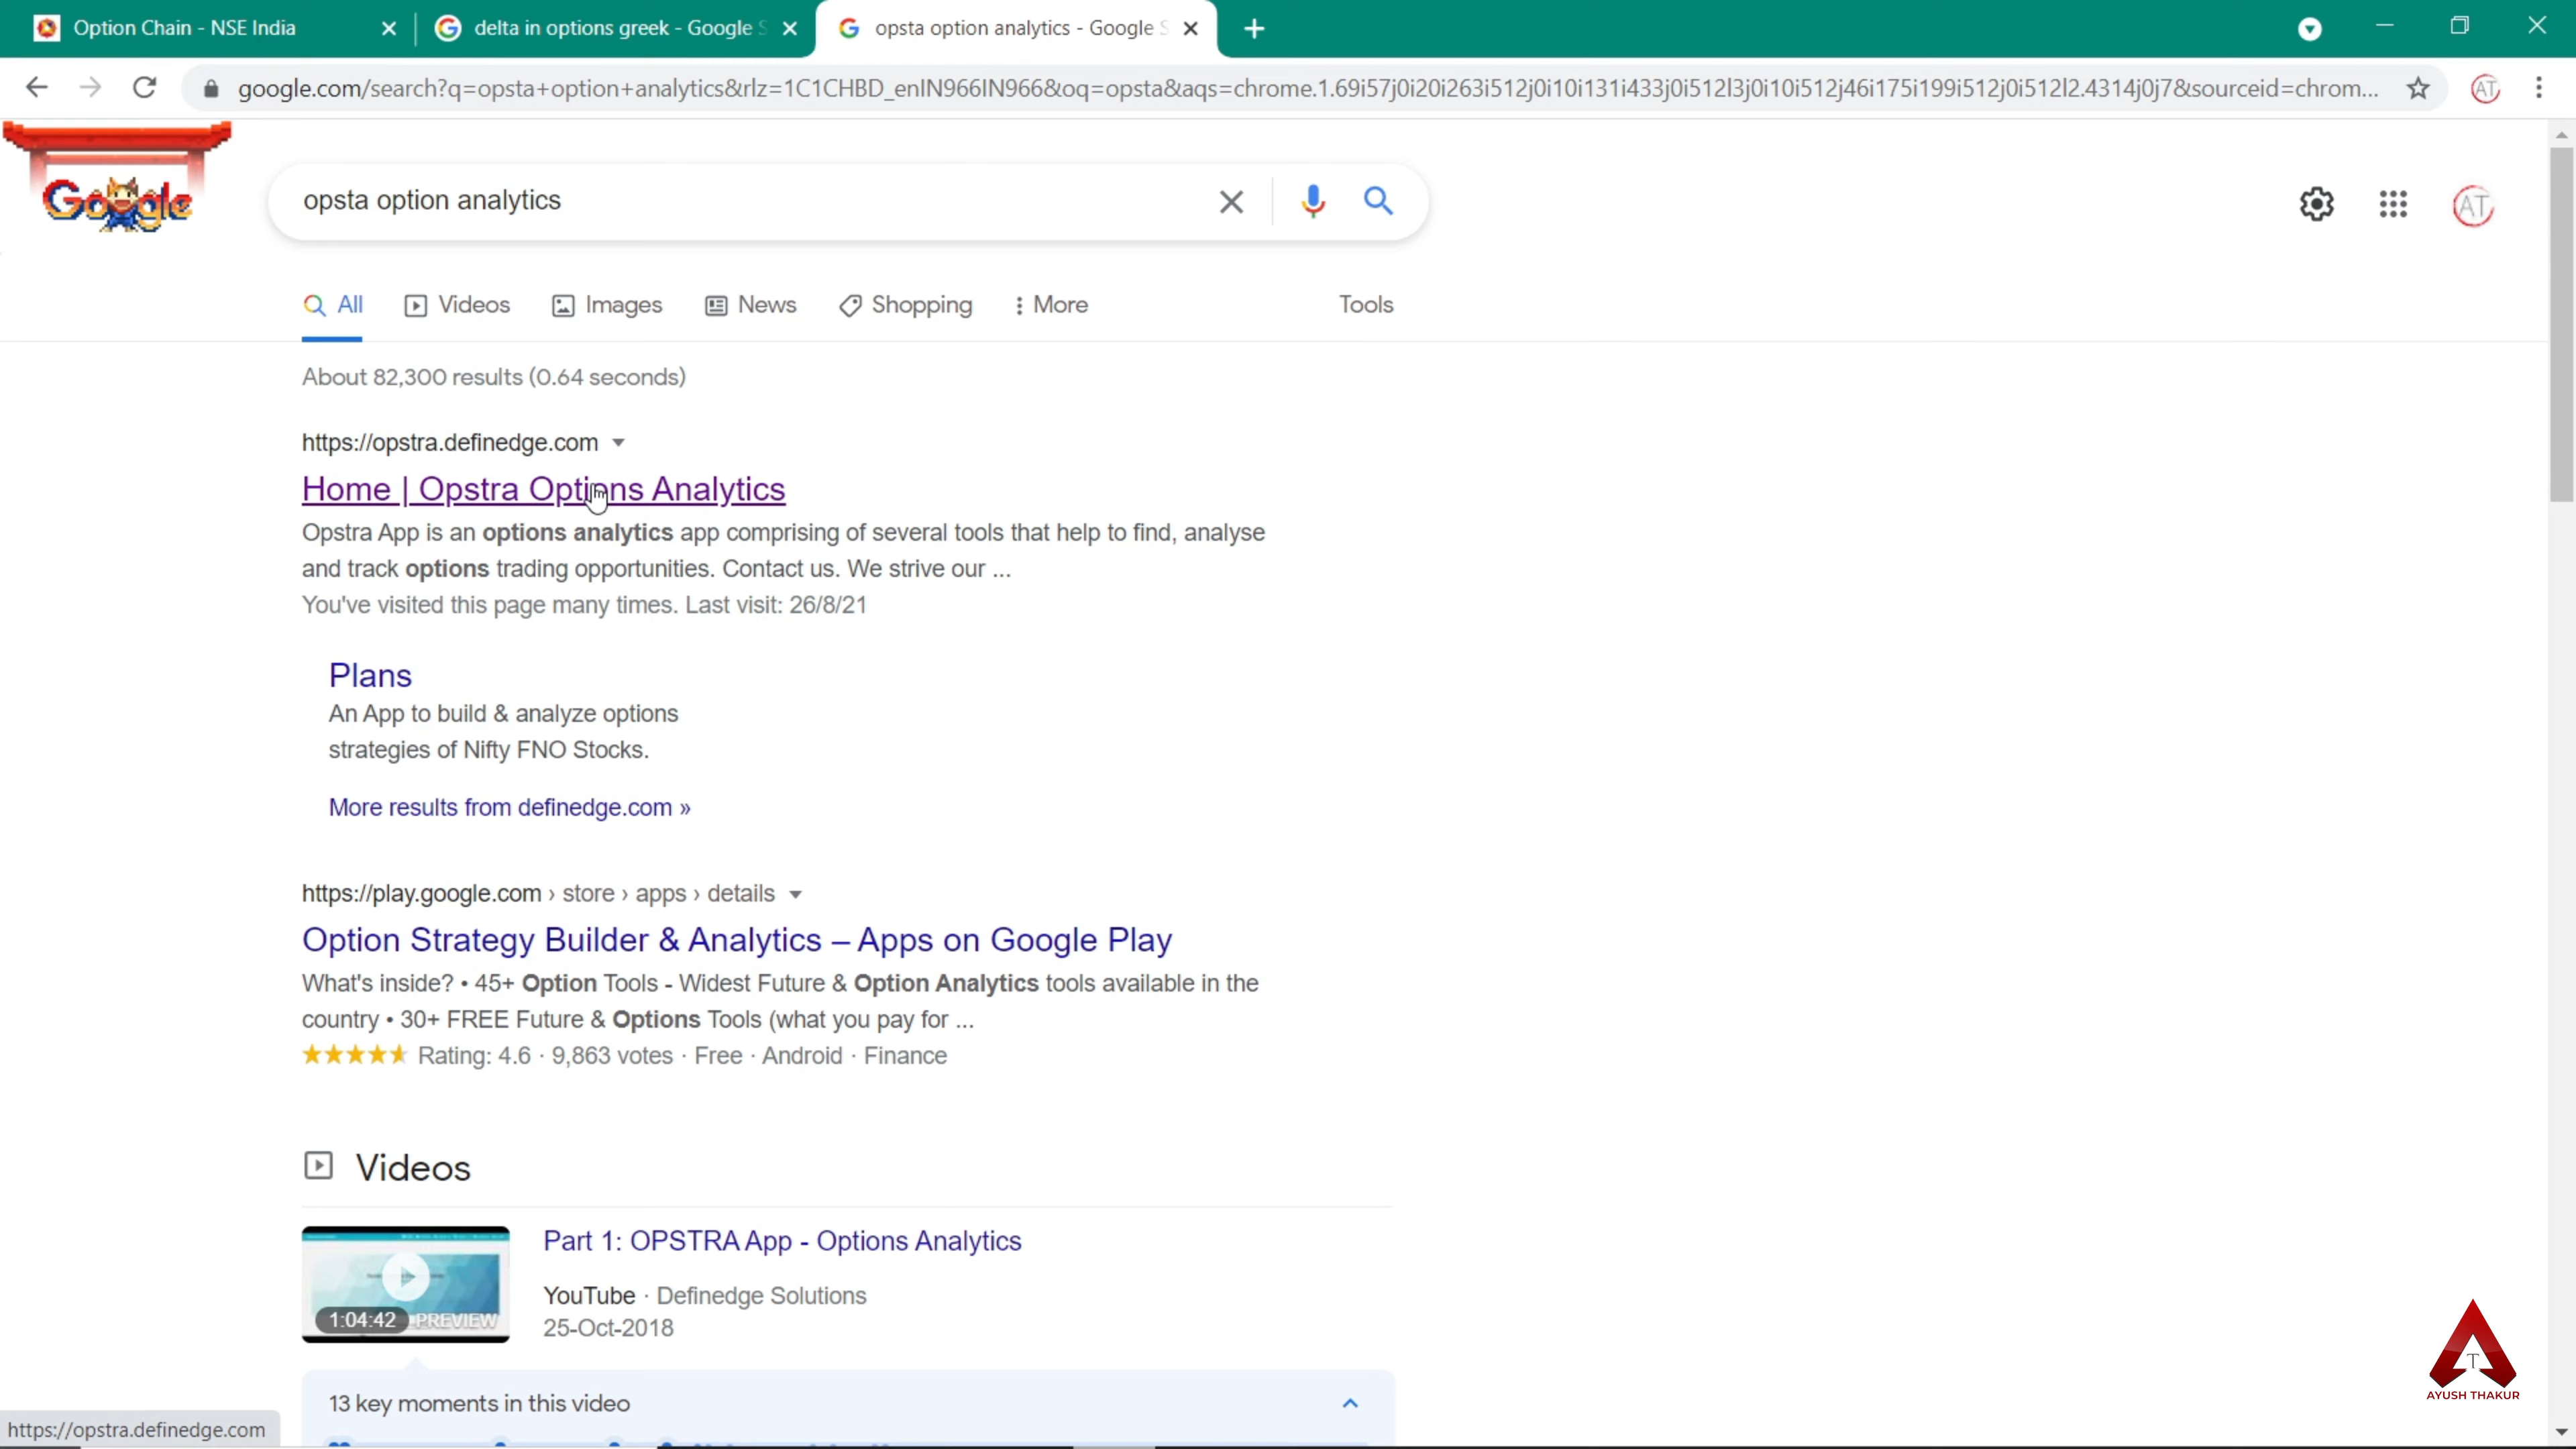 Option Chain - NSE India
delta in options greek - Google S
opsta option analytics - Google S
google.com/search?q=opsta+option+analytics&rlz=1C1CHBD_enIN966IN966&oq=opsta&aqs=chrome.1.69i57j0i20i263i512j0i10i131i433j0i512l3j0i10i512j46i175i199i512j0i512l2.4314j0j7&sourceid=chrom...
AT
Google
opsta option analytics
AT
All
Videos
Images
News
Shopping
More
Tools
About 82,300 results (0.64 seconds)
https://opstra.definedge.com
Home | Opstra Options Analytics
Opstra App is an options analytics app comprising of several tools that help to find, analyse
and track options trading opportunities. Contact us. We strive our ...
You've visited this page many times. Last visit: 26/8/21
Plans
An App to build & analyze options
strategies of Nifty FNO Stocks.
More results from definedge.com »
https://play.google.com › store › apps › details
Option Strategy Builder & Analytics – Apps on Google Play
What's inside? • 45+ Option Tools - Widest Future & Option Analytics tools available in the
country • 30+ FREE Future & Options Tools (what you pay for ...
Rating: 4.6 · 9,863 votes · Free · Android · Finance
Videos
Part 1: OPSTRA App - Options Analytics
YouTube · Definedge Solutions
1:04:42 PREVIEW
25-Oct-2018
13 key moments in this video
https://opstra.definedge.com
T
AYUSH THAKUR